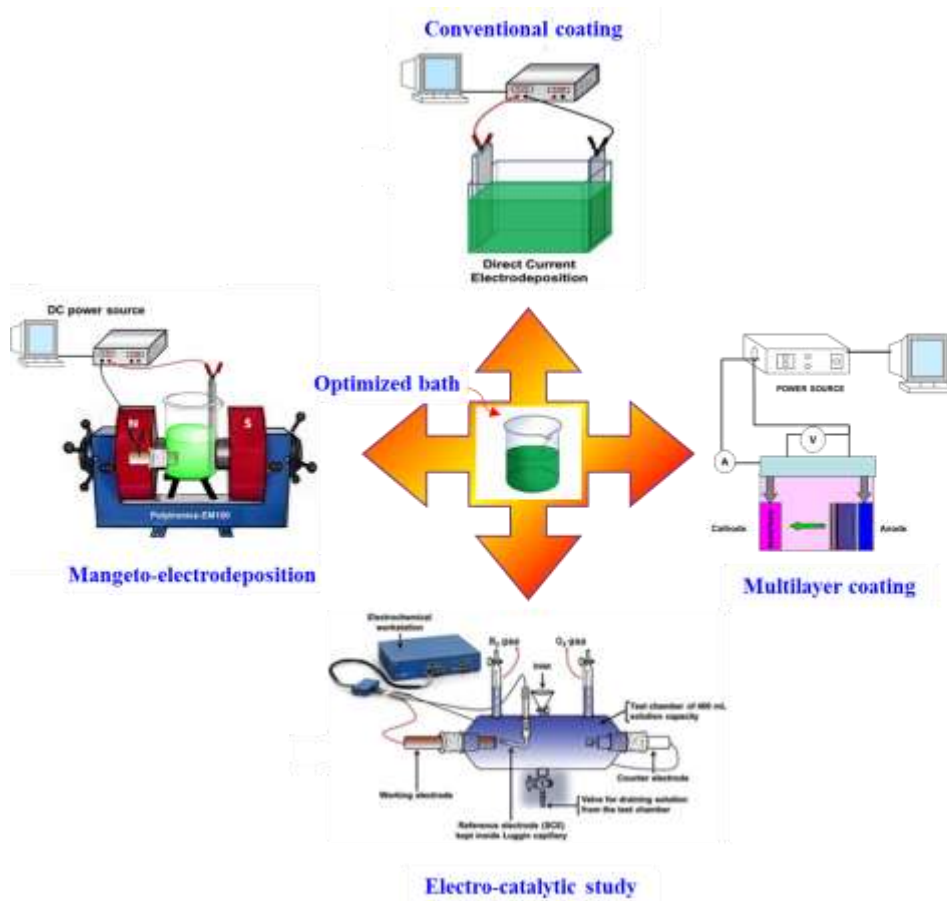 Conventional coating
Direct Current
Electrodeposition
DC power source
N
S
Polytronics-EM100
Mangeto-electrodeposition
Optimized bath
POWER SOURCE
V
A
Cathode
Anode
Multilayer coating
Electrochemical
workstation
gas
gas
Inlet
Test chamber of 400 mL
solution capacity
Working electrode
Counter electrode
Reference electrode (SCE)
kept inside Luggin capillary
Valve for draining solution
from the test chamber
Electro-catalytic study